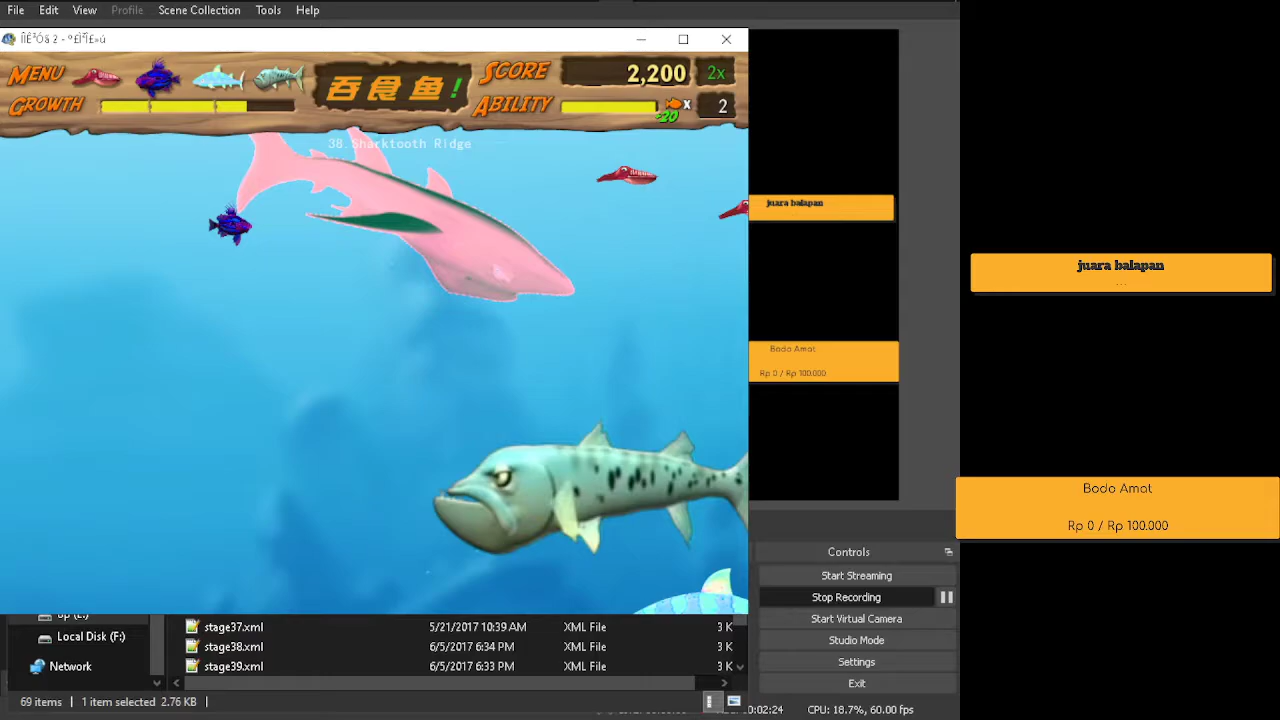 File Edit View Profile Scene Collection Tools Help
MENU
GROWTH
吞食鱼!
SCORE 2,200 2x
ABILITY x 2
+20
38.Sharktooth Ridge
juara balapan
Bodo Amat
Rp 0 / Rp 100.000
juara balapan
...
Bodo Amat
Rp 0 / Rp 100.000
Controls
Start Streaming
Stop Recording
Start Virtual Camera
Studio Mode
Settings
Exit
Local Disk (F:)
Network
stage37.xml 5/21/2017 10:39 AM XML File 3 K
stage38.xml 6/5/2017 6:34 PM XML File 3 K
stage39.xml 6/5/2017 6:33 PM XML File 3 K
69 items 1 item selected 2.76 KB
:02:24 CPU: 18.7%, 60.00 fps